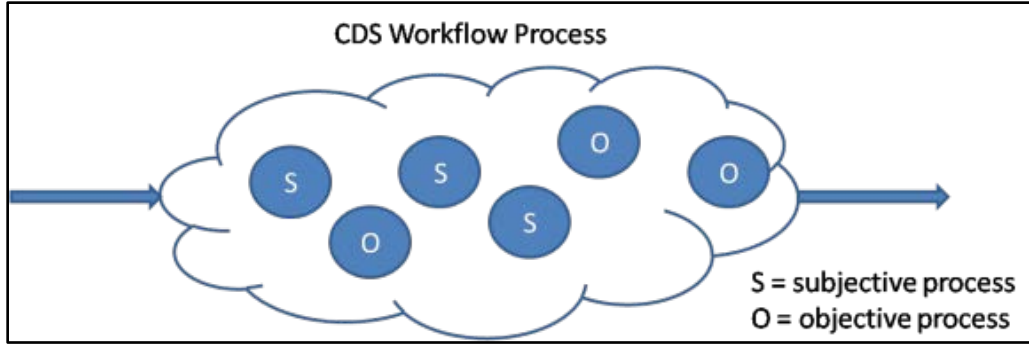 CDS Workflow Process
O
S
S
O
O
S
S = subjective process
O = objective process